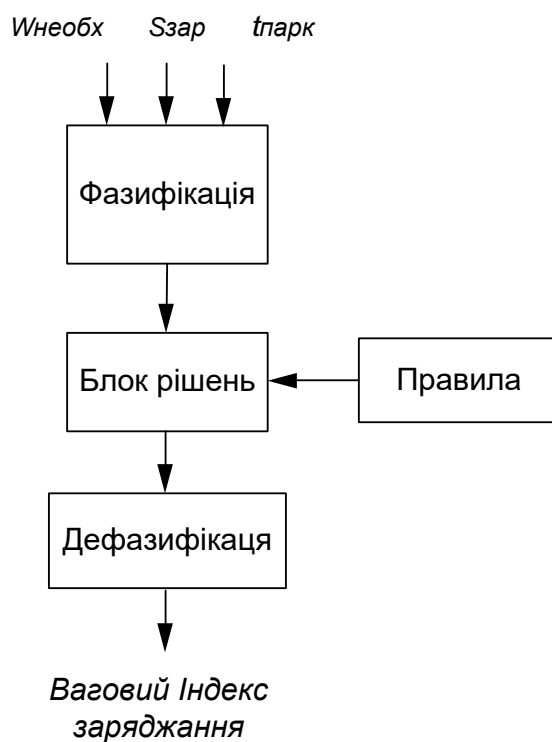 Wнеобх Sзар tпарк
Фазифікація
Блок рішень
Правила
Дефазифікаця
Ваговий Індекс
заряджання